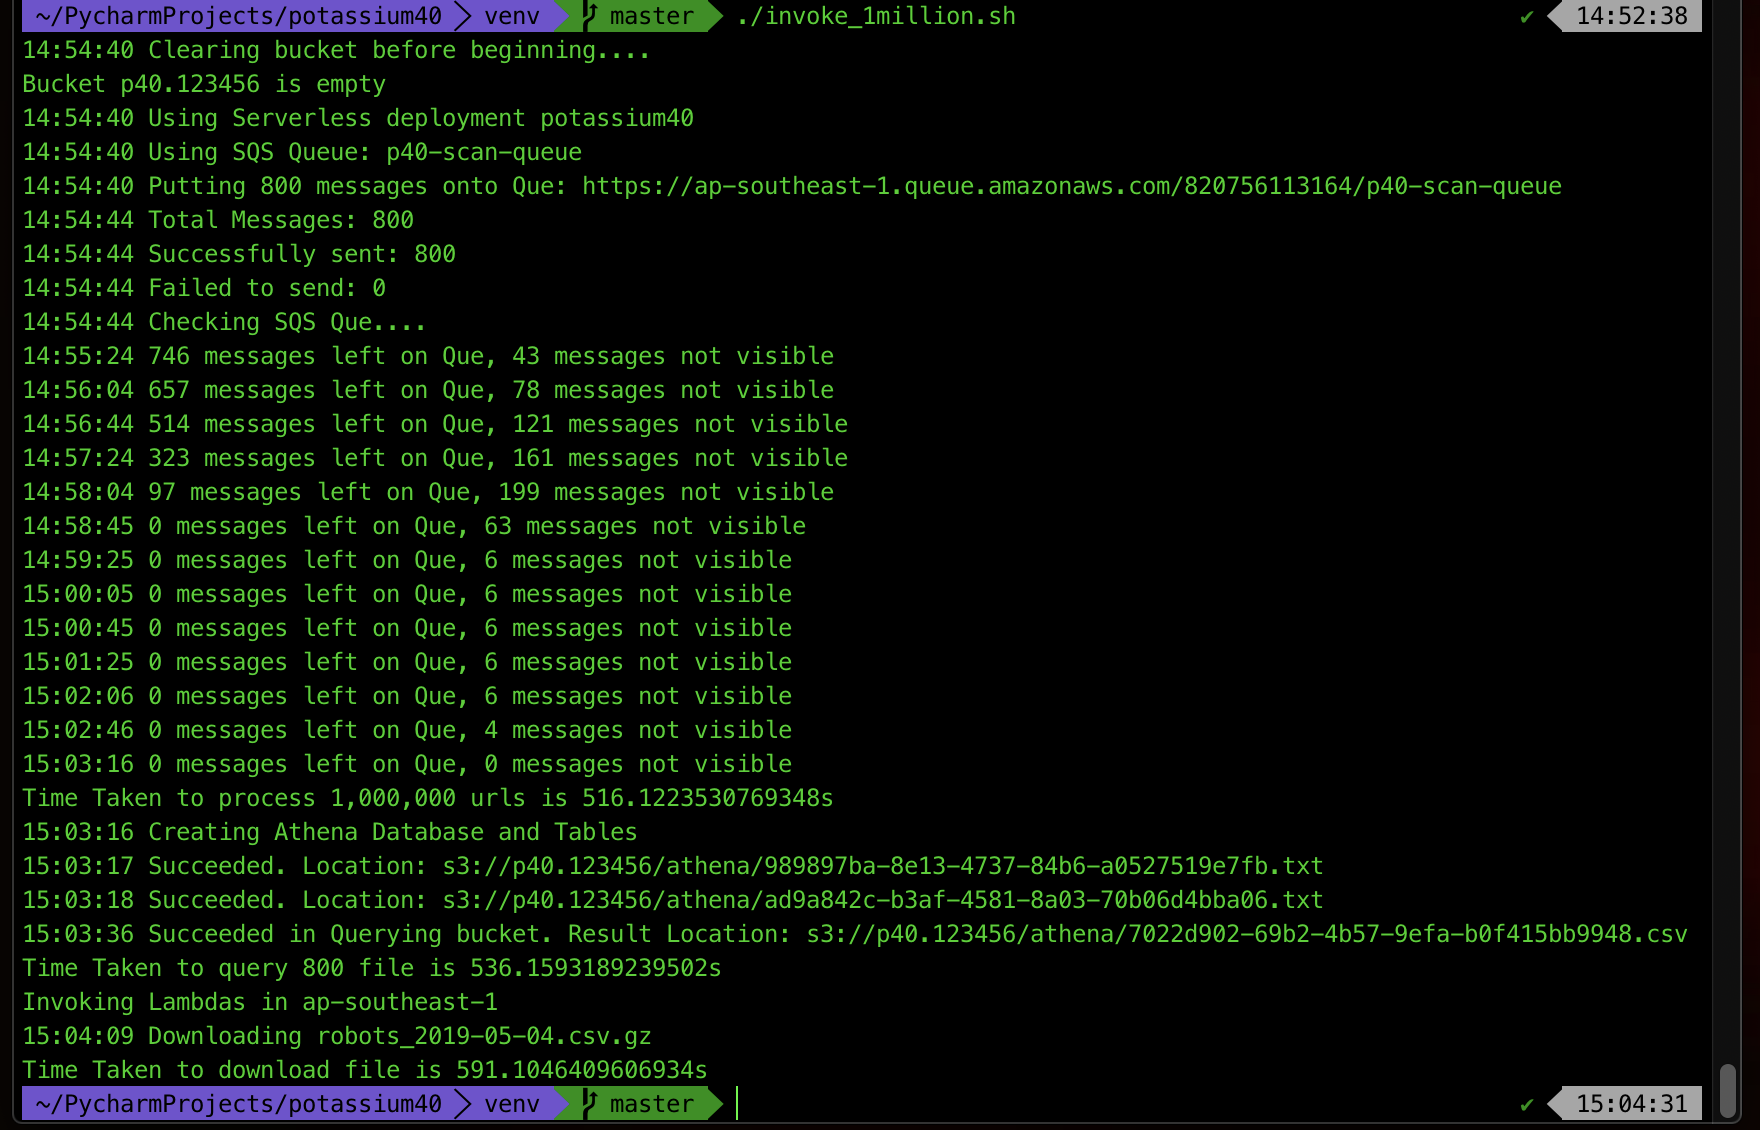 ~/PycharmProjects/potassium40 venv master ./invoke_1million.sh ✔ 14:52:38
14:54:40 Clearing bucket before beginning....
Bucket p40.123456 is empty
14:54:40 Using Serverless deployment potassium40
14:54:40 Using SQS Queue: p40-scan-queue
14:54:40 Putting 800 messages onto Que: https://ap-southeast-1.queue.amazonaws.com/820756113164/p40-scan-queue
14:54:44 Total Messages: 800
14:54:44 Successfully sent: 800
14:54:44 Failed to send: 0
14:54:44 Checking SQS Que....
14:55:24 746 messages left on Que, 43 messages not visible
14:56:04 657 messages left on Que, 78 messages not visible
14:56:44 514 messages left on Que, 121 messages not visible
14:57:24 323 messages left on Que, 161 messages not visible
14:58:04 97 messages left on Que, 199 messages not visible
14:58:45 0 messages left on Que, 63 messages not visible
14:59:25 0 messages left on Que, 6 messages not visible
15:00:05 0 messages left on Que, 6 messages not visible
15:00:45 0 messages left on Que, 6 messages not visible
15:01:25 0 messages left on Que, 6 messages not visible
15:02:06 0 messages left on Que, 6 messages not visible
15:02:46 0 messages left on Que, 4 messages not visible
15:03:16 0 messages left on Que, 0 messages not visible
Time Taken to process 1,000,000 urls is 516.1223530769348s
15:03:16 Creating Athena Database and Tables
15:03:17 Succeeded. Location: s3://p40.123456/athena/989897ba-8e13-4737-84b6-a0527519e7fb.txt
15:03:18 Succeeded. Location: s3://p40.123456/athena/ad9a842c-b3af-4581-8a03-70b06d4bba06.txt
15:03:36 Succeeded in Querying bucket. Result Location: s3://p40.123456/athena/7022d902-69b2-4b57-9efa-b0f415bb9948.csv
Time Taken to query 800 file is 536.1593189239502s
Invoking Lambdas in ap-southeast-1
15:04:09 Downloading robots_2019-05-04.csv.gz
Time Taken to download file is 591.1046409606934s
~/PycharmProjects/potassium40 venv master ✔ 15:04:31